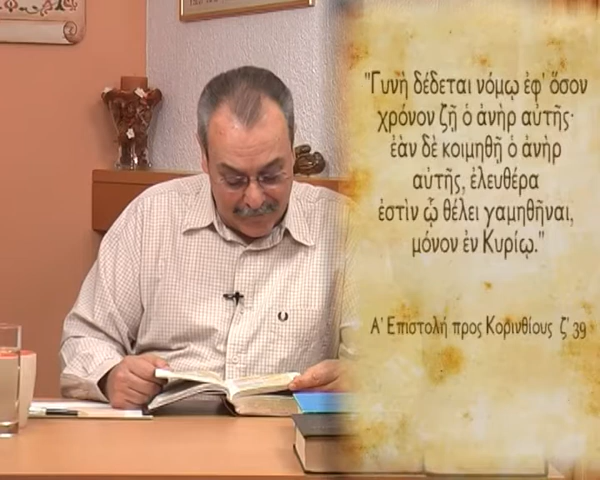 "Γυνὴ δέδεται νόμῳ ἐφ' ὅσον
χρόνον ζῇ ὁ ἀνὴρ αὐτῆς·
ἐὰν δὲ κοιμηθῇ ὁ ἀνὴρ
αὐτῆς, ἐλευθέρα
ἐστὶν ᾧ θέλει γαμηθῆναι,
μόνον ἐν Κυρίῳ."
Α' Επιστολή προς Κορινθίους ζ' 39